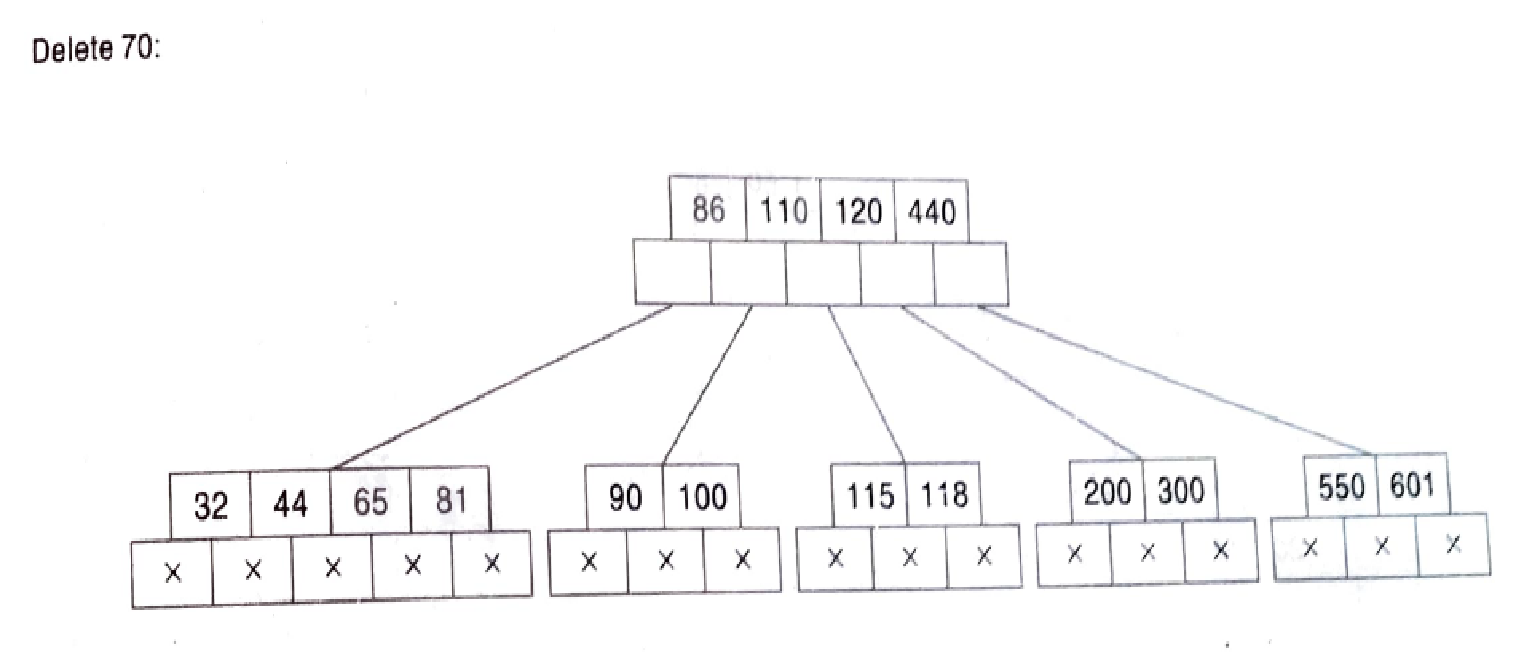 Delete 70:
86 110 120 440
32 44 65 81 90 100 115 118 200 300 550 601
X X X X X X X X X X X X X X X X X